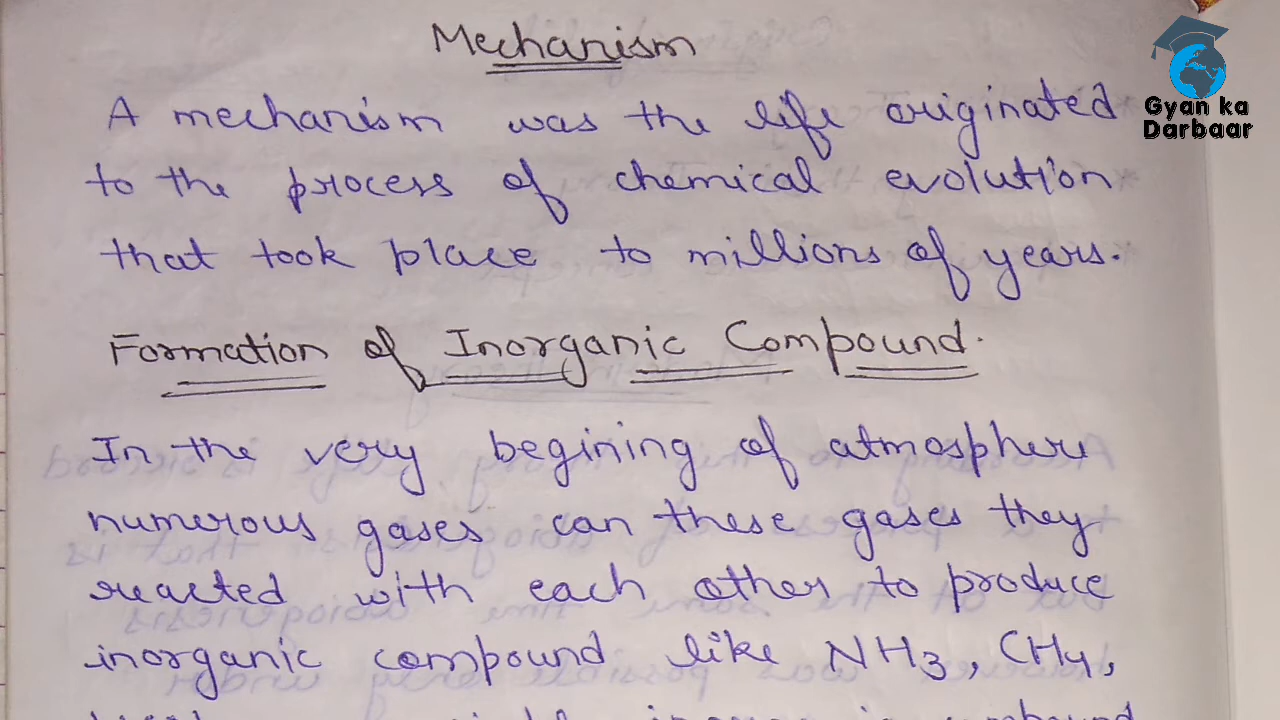 Mechanism
Gyan ka
Darbaar
A mechanism was the life originated
to the process of chemical evolution
that took place to millions of years.
Formation of Inorganic Compound.
In the very begining of atmosphere
numerous gases can these gases they
reacted with each other to produce
inorganic compound like NH3, CH4,